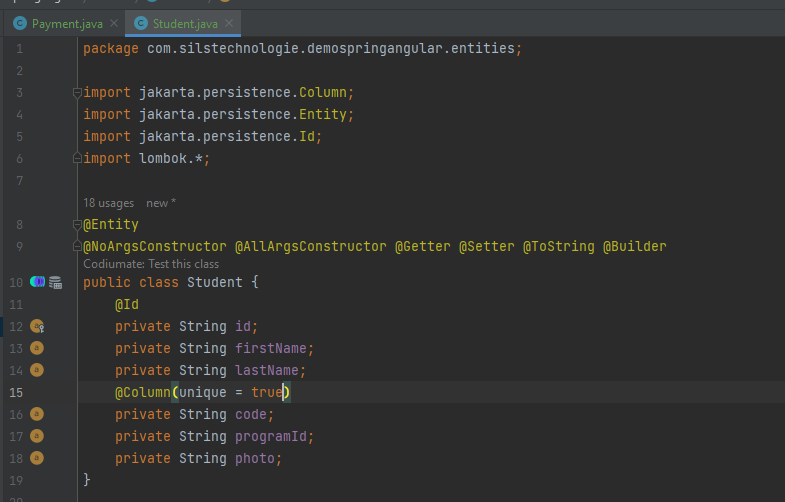 Payment.java
Student.java
1 package com.silstechnologie.demospringangular.entities;
2
3 import jakarta.persistence.Column;
4 import jakarta.persistence.Entity;
5 import jakarta.persistence.Id;
6 import lombok.*;
7
18 usages new *
8 @Entity
9 @NoArgsConstructor @AllArgsConstructor @Getter @Setter @ToString @Builder
Codiumate: Test this class
10 public class Student {
11 @Id
12 private String id;
13 private String firstName;
14 private String lastName;
15 @Column(unique = true)
16 private String code;
17 private String programId;
18 private String photo;
19 }